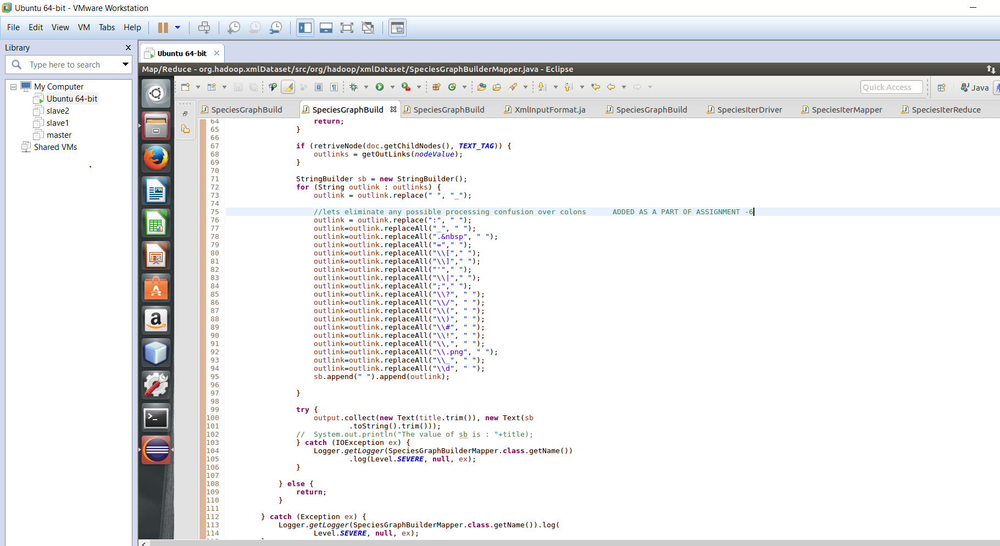 Ubuntu 64-bit - VMware Workstation
File Edit View VM Tabs Help
Library
Type here to search
My Computer
Ubuntu 64-bit
slave2
slave1
master
Shared VMs
Ubuntu 64-bit
Map/Reduce - org.hadoop.xmlDataset/src/org/hadoop/xmlDataset/SpeciesGraphBuilderMapper.java - Eclipse
Quick Access
Java
SpeciesGraphBuild SpeciesGraphBuild SpeciesGraphBuild XmlInputFormat.ja SpeciesGraphBuild SpeciesIterDriver SpeciesIterMapper SpeciesIterReduce
64 return;
65 }
66
67 if (retriveNode(doc.getChildNodes(), TEXT_TAG)) {
68 outlinks = getOutLinks(nodeValue);
69 }
70
71 StringBuilder sb = new StringBuilder();
72 for (String outlink : outlinks) {
73 outlink = outlink.replace(" ", "_");
74
75 //lets eliminate any possible processing confusion over colons ADDED AS A PART OF ASSIGNMENT -6
76 outlink = outlink.replace(":", " ");
77 outlink=outlink.replaceAll("_", " ");
78 outlink=outlink.replaceAll(".&nbsp", " ");
79 outlink=outlink.replaceAll("="," ");
80 outlink=outlink.replaceAll("\\["," ");
81 outlink=outlink.replaceAll("\\]"," ");
82 outlink=outlink.replaceAll("'"," ");
83 outlink=outlink.replaceAll("\\|"," ");
84 outlink=outlink.replaceAll(";"," ");
85 outlink=outlink.replaceAll("\\?", " ");
86 outlink=outlink.replaceAll("\\/", " ");
87 outlink=outlink.replaceAll("\\(", " ");
88 outlink=outlink.replaceAll("\\)", " ");
89 outlink=outlink.replaceAll("\\#", " ");
90 outlink=outlink.replaceAll("\\!", " ");
91 outlink=outlink.replaceAll("\\,", " ");
92 outlink=outlink.replaceAll("\\.png", " ");
93 outlink=outlink.replaceAll("\\_", " ");
94 outlink=outlink.replaceAll("\\d", " ");
95 sb.append(" ").append(outlink);
96
97 }
98
99 try {
100 output.collect(new Text(title.trim()), new Text(sb
101 .toString().trim()));
102 // System.out.println("The value of sb is : "+title);
103 } catch (IOException ex) {
104 Logger.getLogger(SpeciesGraphBuilderMapper.class.getName())
105 .log(Level.SEVERE, null, ex);
106 }
107
108 } else {
109 return;
110 }
111
112 } catch (Exception ex) {
113 Logger.getLogger(SpeciesGraphBuilderMapper.class.getName()).log(
114 Level.SEVERE, null, ex);